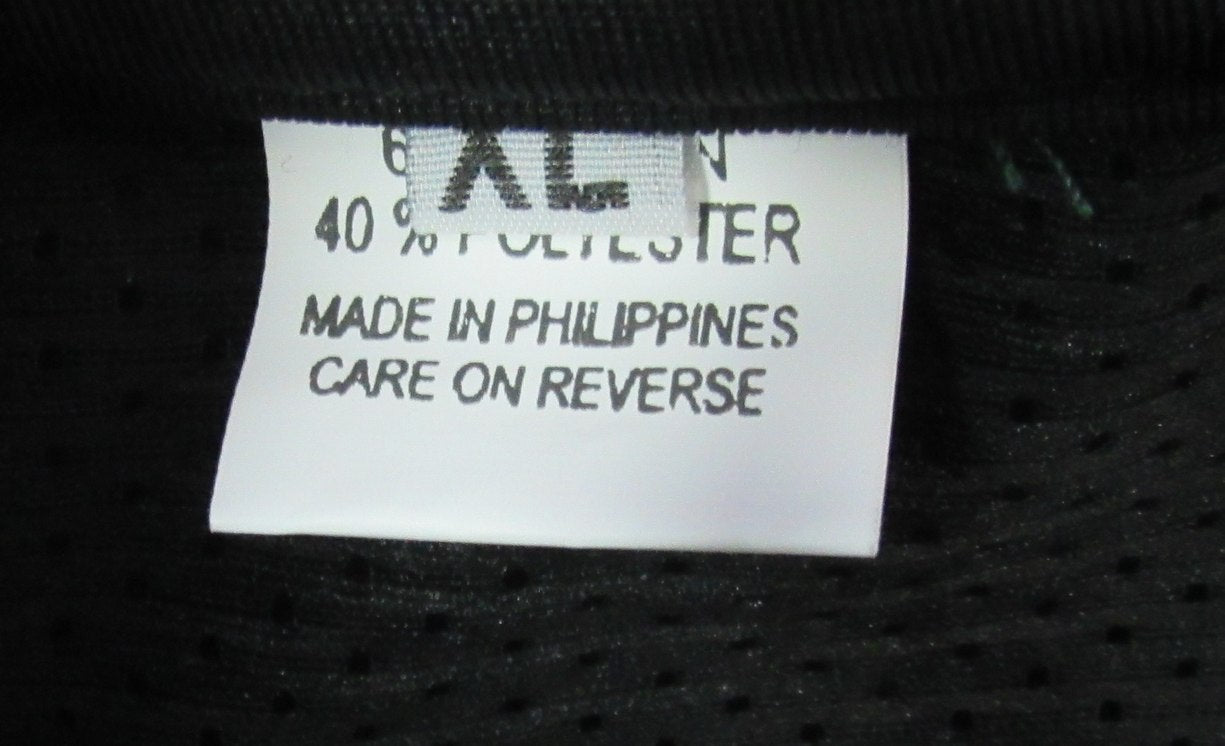 XL
40 % POLYESTER
MADE IN PHILIPPINES
CARE ON REVERSE